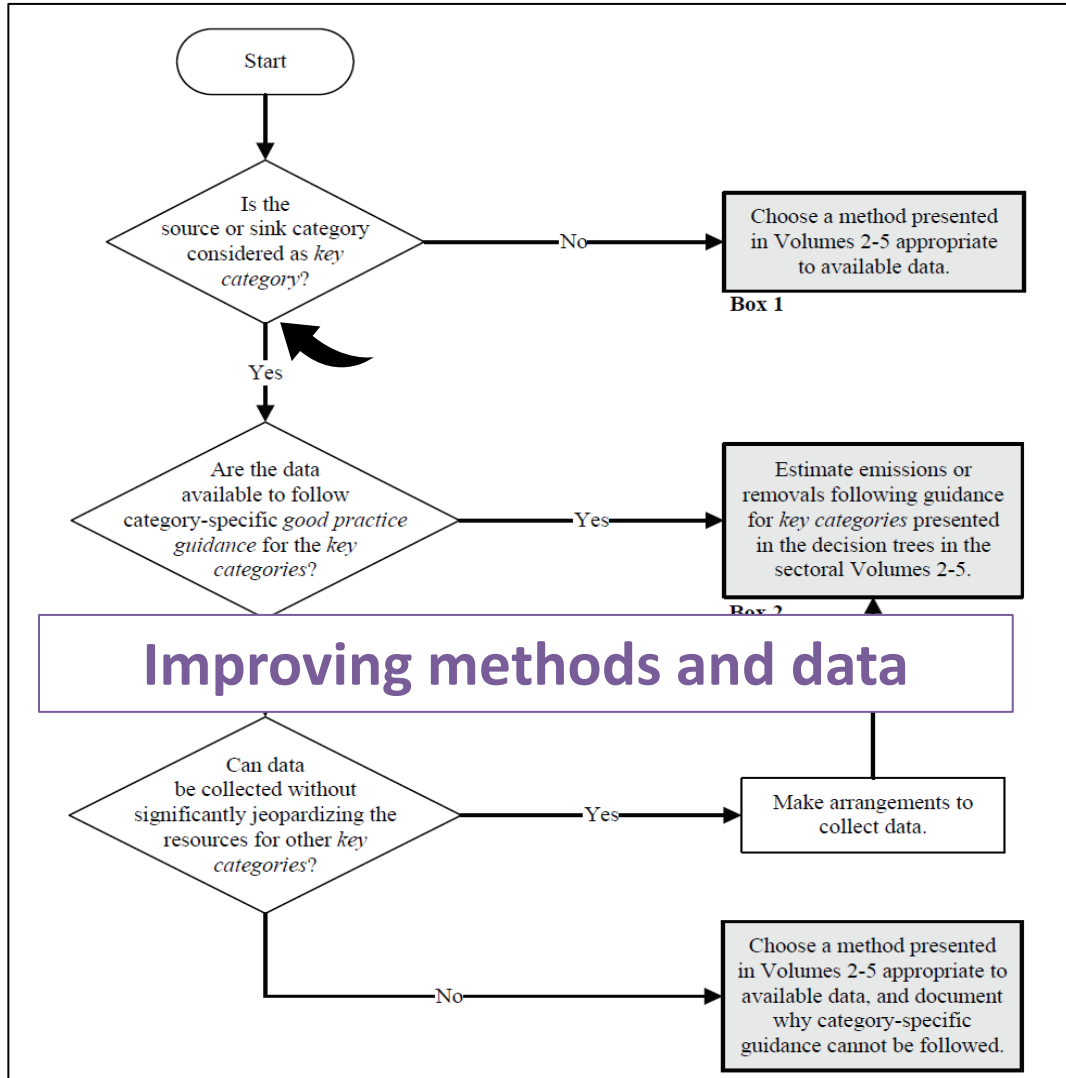 Start
Is the
source or sink category
considered as key
category?
No
Choose a method presented
in Volumes 2-5 appropriate
to available data.
Box 1
Yes
Are the data
available to follow
category-specific good practice
guidance for the key
categories?
Yes
Estimate emissions or
removals following guidance
for key categories presented
in the decision trees in the
sectoral Volumes 2-5.
Box 2
Improving methods and data
Can data
be collected without
significantly jeopardizing the
resources for other key
categories?
Yes
Make arrangements to
collect data.
No
Choose a method presented
in Volumes 2-5 appropriate to
available data, and document
why category-specific
guidance cannot be followed.